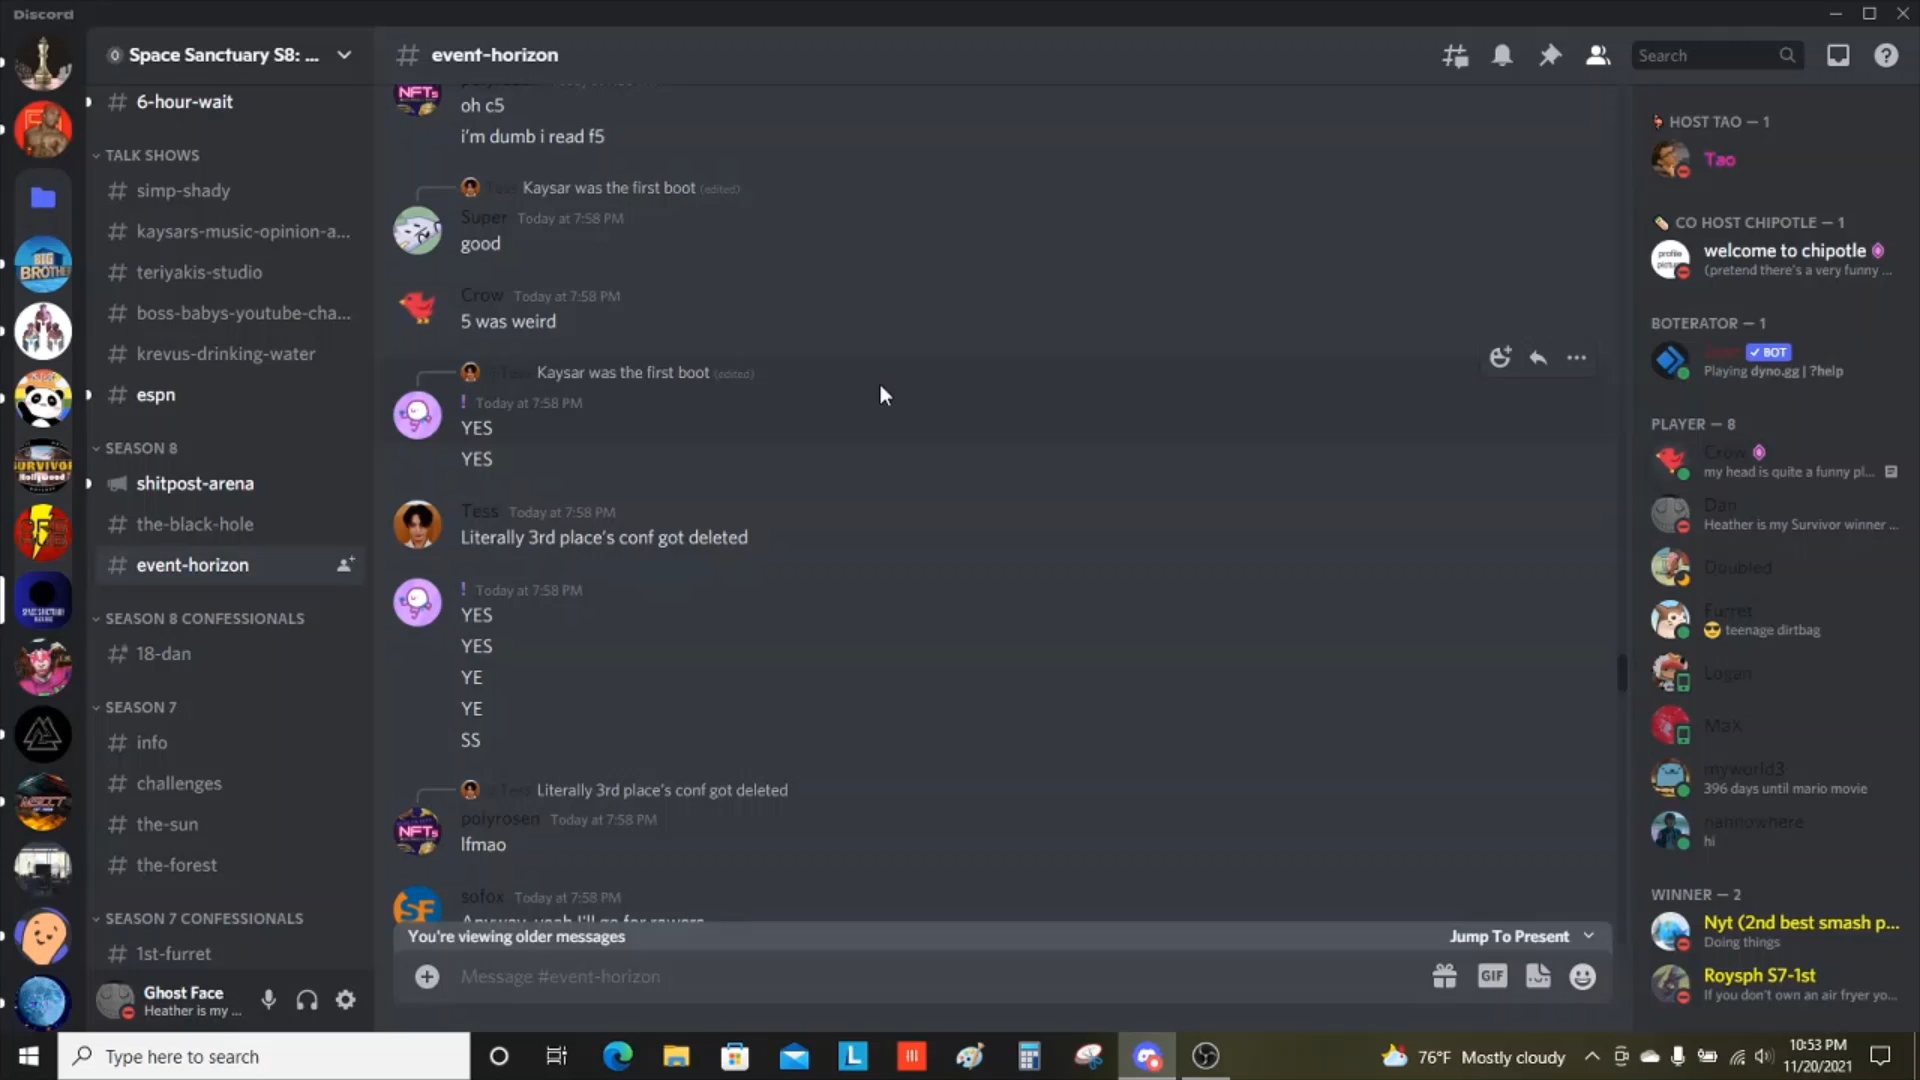 Discord
Space Sanctuary S8: ...
event-horizon
Search
6-hour-wait
TALK SHOWS
simp-shady
kaysars-music-opinion-a...
teriyakis-studio
boss-babys-youtube-cha...
krevus-drinking-water
espn
SEASON 8
shitpost-arena
the-black-hole
event-horizon
SEASON 8 CONFESSIONALS
18-dan
SEASON 7
info
challenges
the-sun
the-forest
SEASON 7 CONFESSIONALS
1st-furret
Ghost Face
Heather is my ...
NFTs
oh c5
i'm dumb i read f5
Tess Kaysar was the first boot (edited)
Super Today at 7:58 PM
good
Crow Today at 7:58 PM
5 was weird
Tess Kaysar was the first boot (edited)
! Today at 7:58 PM
YES
YES
Tess Today at 7:58 PM
Literally 3rd place's conf got deleted
! Today at 7:58 PM
YES
YES
YE
YE
SS
Tess Literally 3rd place's conf got deleted
polyrosen Today at 7:58 PM
NFTs
lfmao
sofox Today at 7:58 PM
SF
You're viewing older messages
Jump To Present
Message #event-horizon
GIF
HOST TAO — 1
Tao
CO HOST CHIPOTLE — 1
welcome to chipotle
(pretend there's a very funny ...
BOTERATOR — 1
BOT
Playing dyno.gg | ?help
PLAYER — 8
Crow
my head is quite a funny pl...
Dan
Heather is my Survivor winner ...
Doubled
Furret
teenage dirtbag
Logan
Max
myworld3
396 days until mario movie
nannowhere
hi
WINNER — 2
Nyt (2nd best smash p...
Doing things
Roysph S7-1st
If you don't own an air fryer yo...
BIG
BROTHER
SURVIVOR
Type here to search
L
76°F Mostly cloudy
10:53 PM
11/20/2021